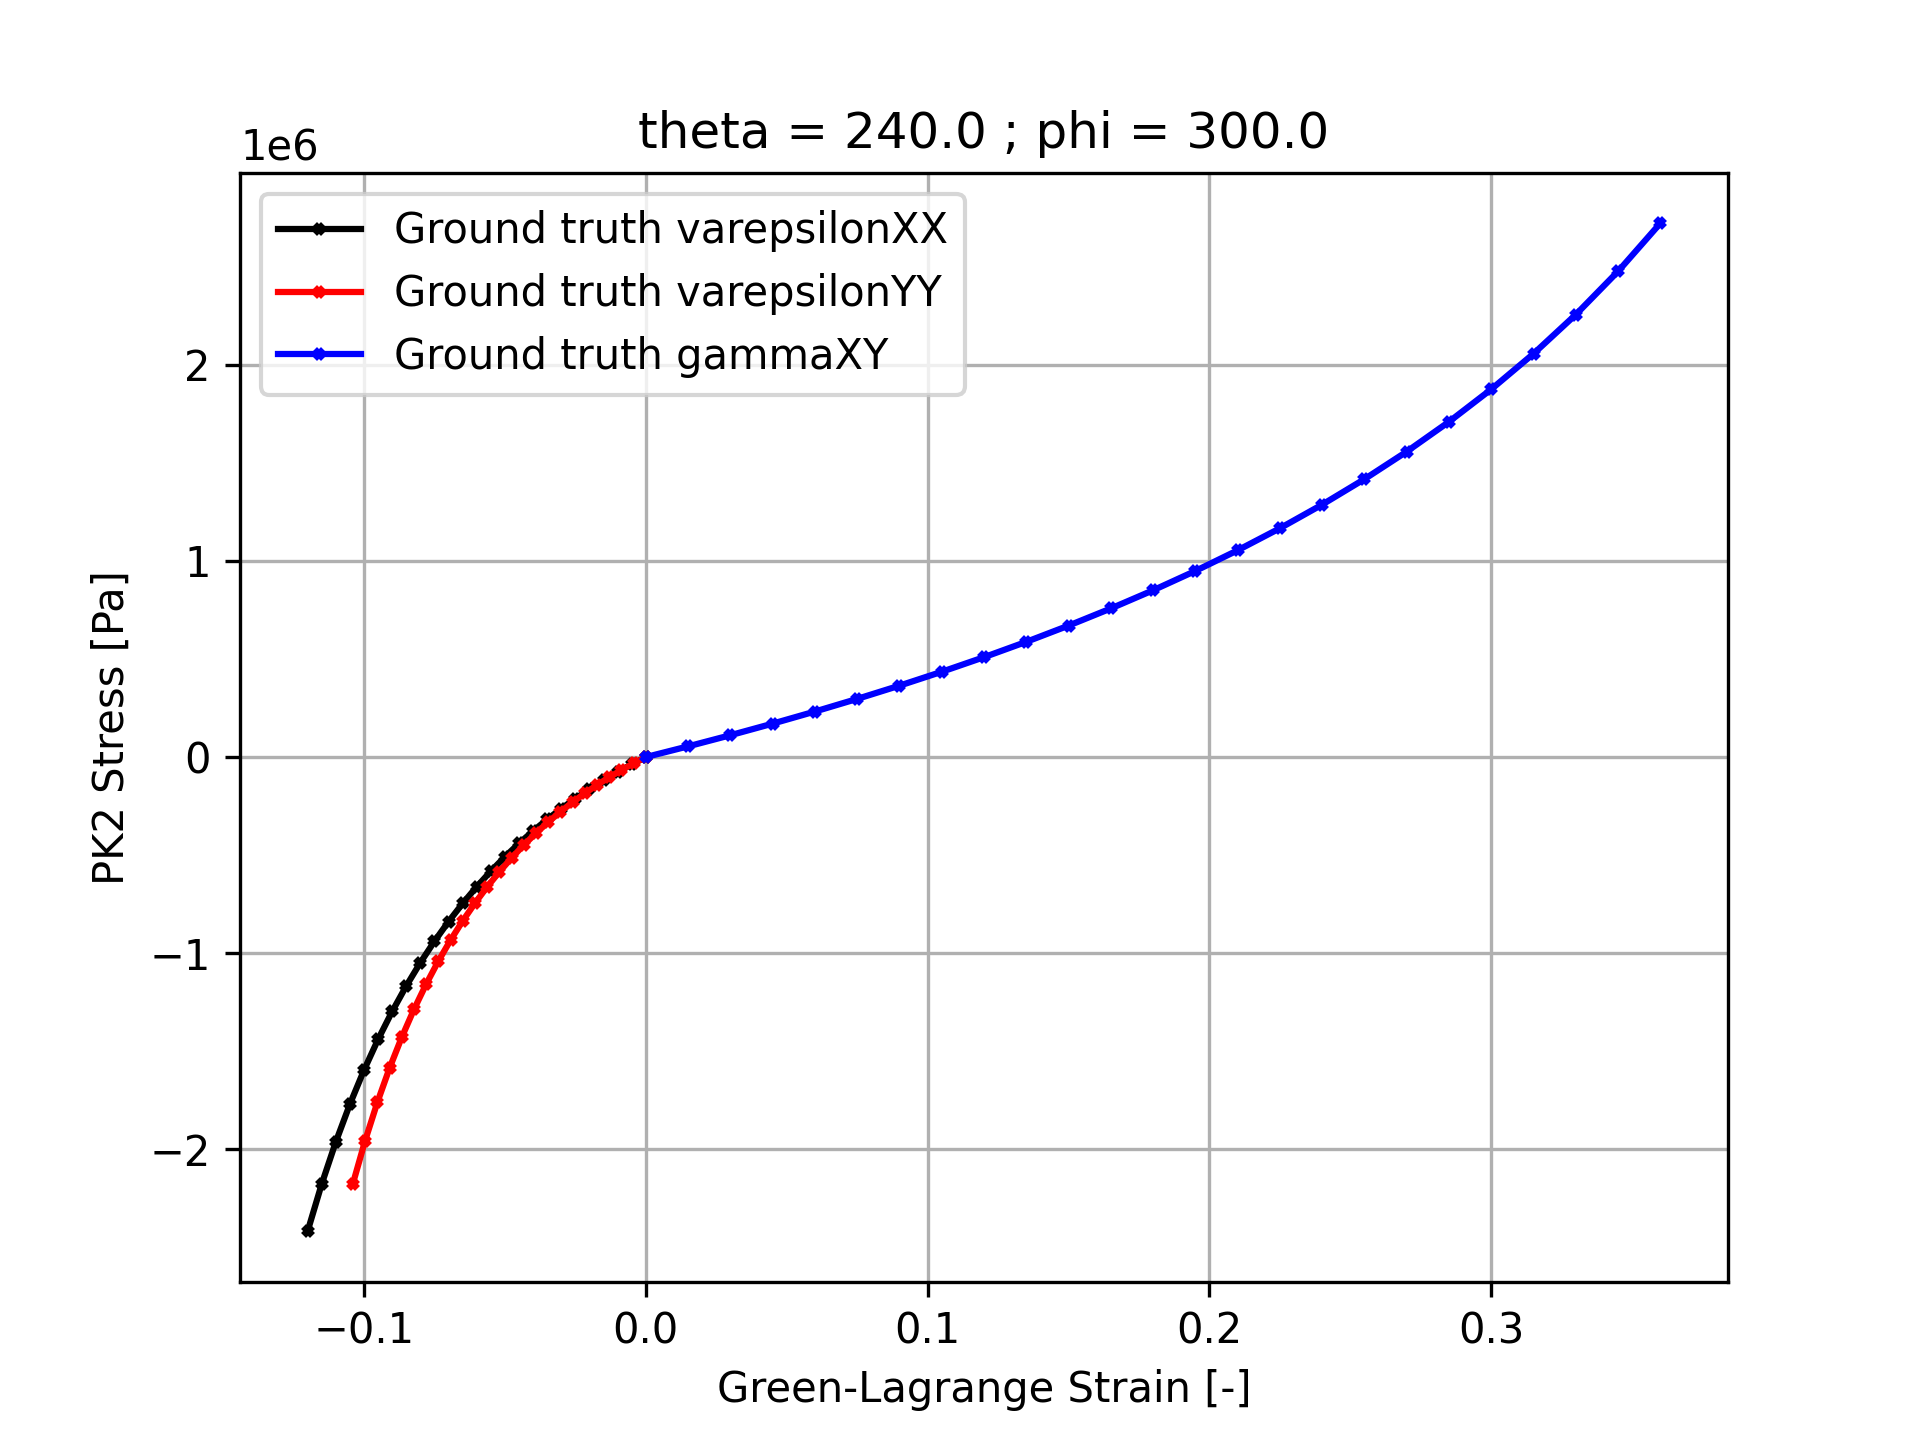 theta = 240.0 ; phi = 300.0
1e6
Ground truth varepsilonXX
Ground truth varepsilonYY
Ground truth gammaXY
2
1
0
−1
−2
PK2 Stress [Pa]
−0.1 0.0 0.1 0.2 0.3
Green-Lagrange Strain [-]